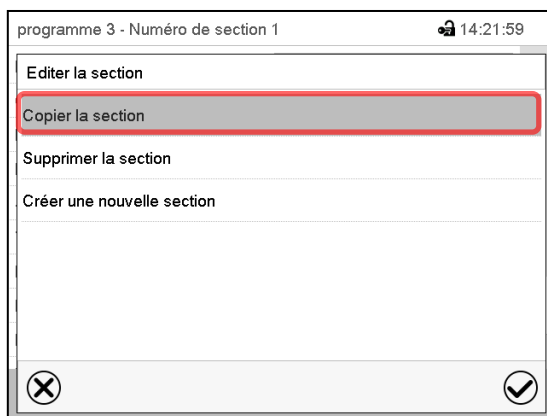 programme 3 - Numéro de section 1 14:21:59
Editer la section
Copier la section
Supprimer la section
Créer une nouvelle section